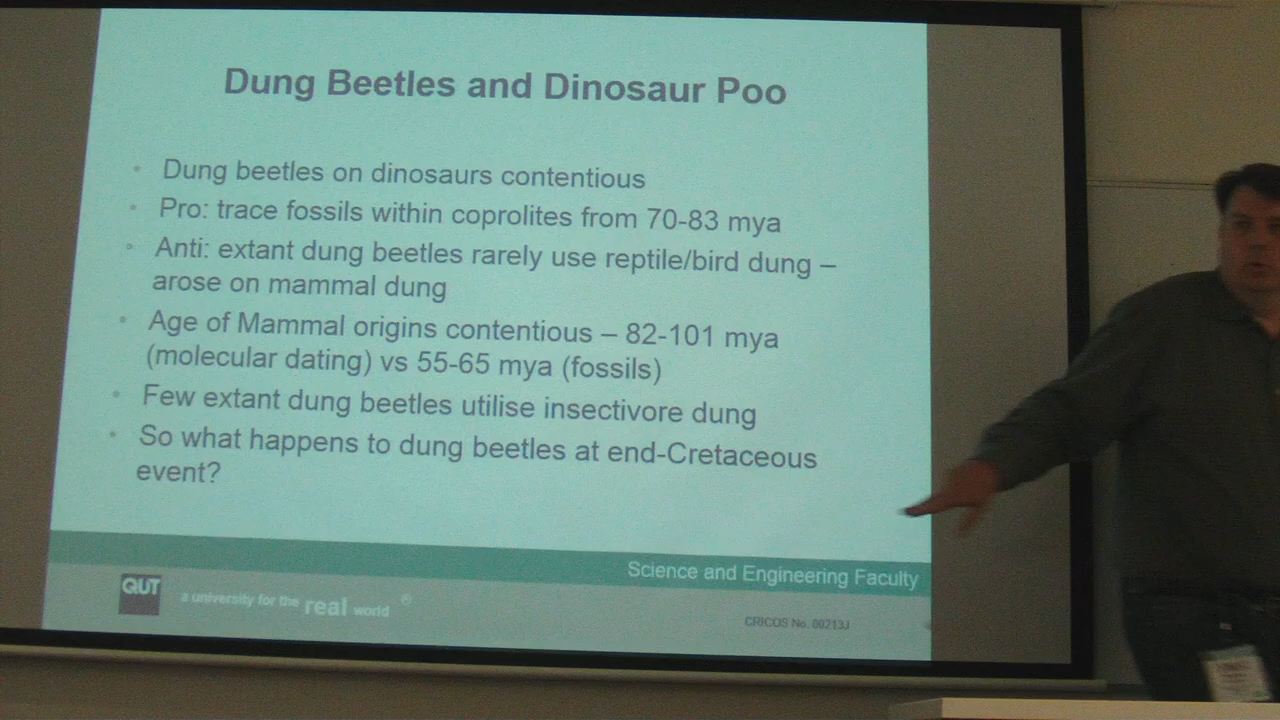 Dung Beetles and Dinosaur Poo
• Dung beetles on dinosaurs contentious
• Pro: trace fossils within coprolites from 70-83 mya
• Anti: extant dung beetles rarely use reptile/bird dung –
arose on mammal dung
• Age of Mammal origins contentious – 82-101 mya
(molecular dating) vs 55-65 mya (fossils)
• Few extant dung beetles utilise insectivore dung
• So what happens to dung beetles at end-Cretaceous
event?
Science and Engineering Faculty
QUT
a university for the real world ®
CRICOS No. 00213J